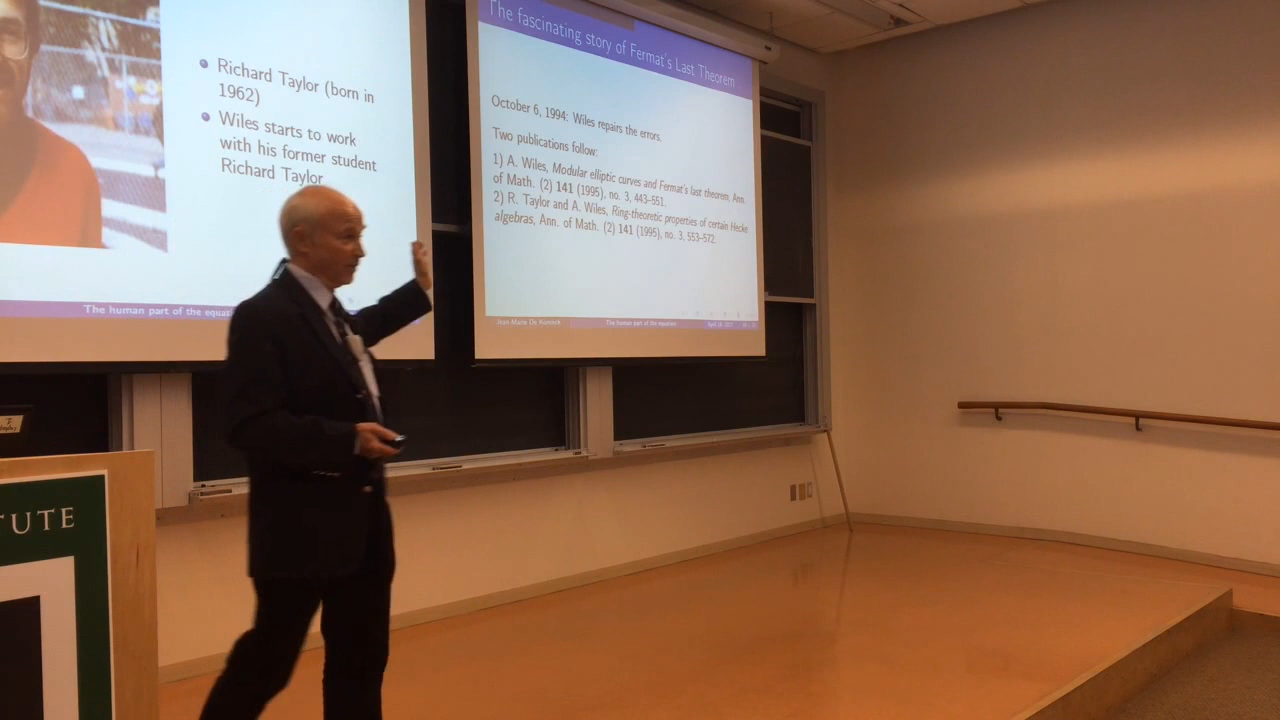 Richard Taylor (born in
1962)
Wiles starts to work
with his former student
Richard Taylor
The human part of the
The fascinating story of Fermat's Last Theorem
October 6, 1994: Wiles repairs the errors.
Two publications follow:
1) A. Wiles, Modular elliptic curves and Fermat's last theorem, Ann.
of Math. (2) 141 (1995), no. 3, 443–551.
2) R. Taylor and A. Wiles, Ring-theoretic properties of certain Hecke
algebras, Ann. of Math. (2) 141 (1995), no. 3, 553–572.
Jean-Marie De Koninck
The human part of the equation
TUTE